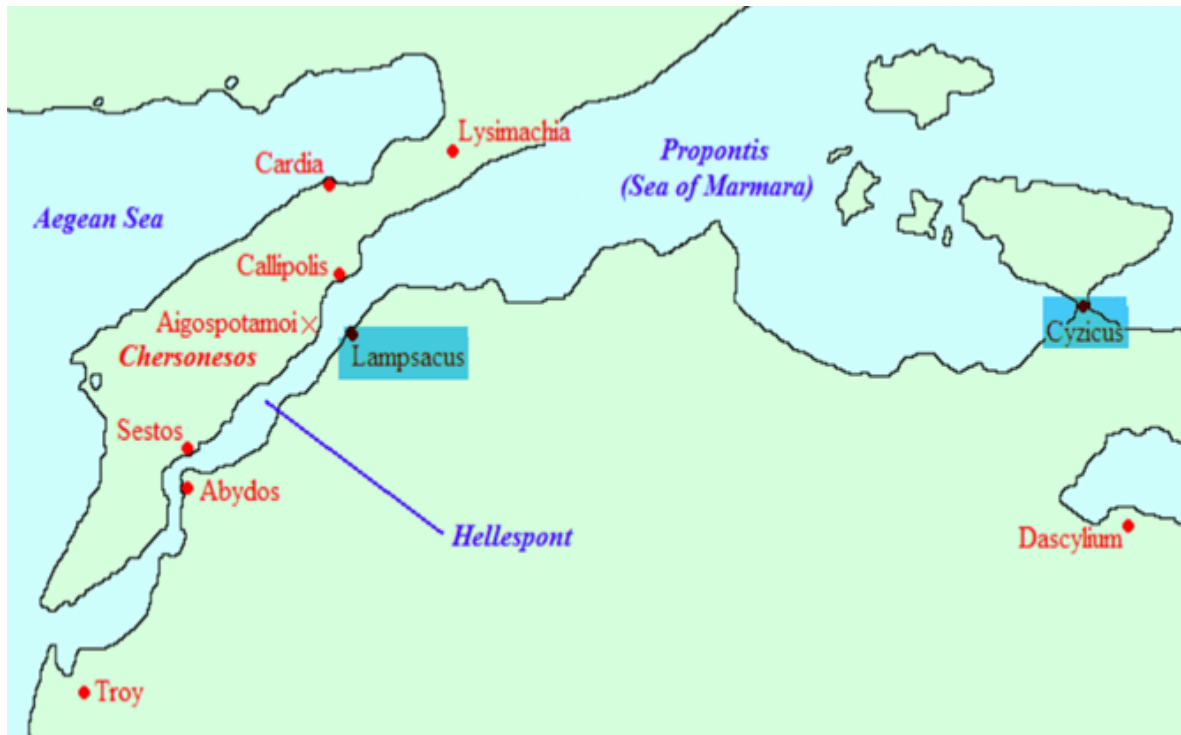 Lysimachia
Cardia
Propontis
(Sea of Marmara)
Aegean Sea
Callipolis
Aigospotamoi
Chersonesos
Lampsacus
Cyzicus
Sestos
Abydos
Hellespont
Dascylium
Troy